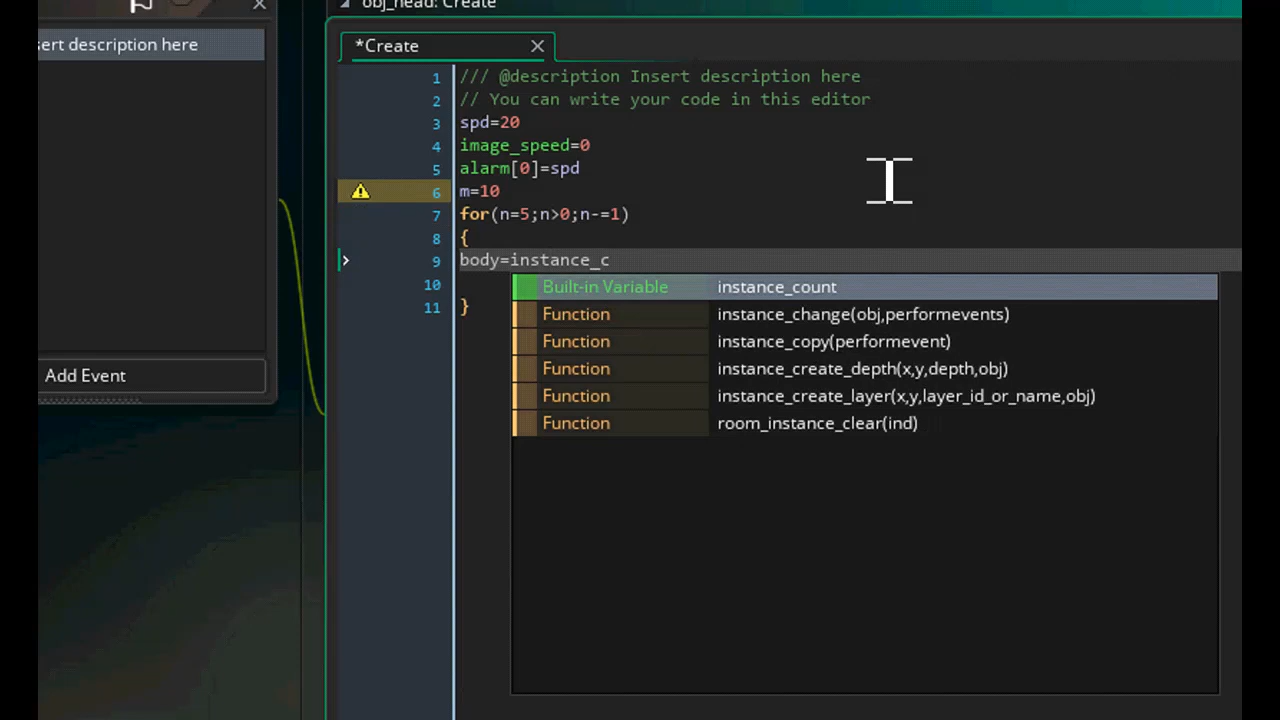 obj_head: Create
sert description here
*Create
1 /// @description Insert description here
2 // You can write your code in this editor
3 spd=20
4 image_speed=0
5 alarm[0]=spd
6 m=10
7 for(n=5;n>0;n-=1)
8 {
9 body=instance_c
Built-in Variable instance_count
10
Function instance_change(obj,performevents)
11 }
Function instance_copy(performevent)
Function instance_create_depth(x,y,depth,obj)
Add Event
Function instance_create_layer(x,y,layer_id_or_name,obj)
Function room_instance_clear(ind)